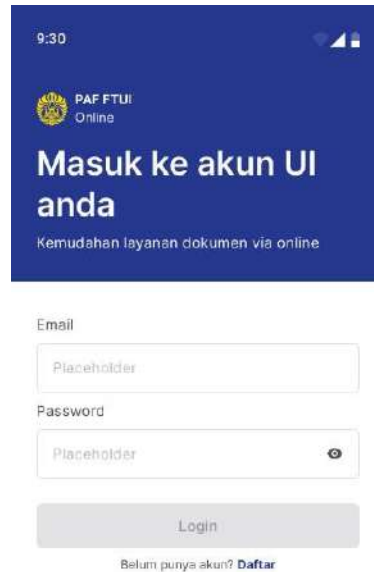 9:30
PAF FTUI
Online
Masuk ke akun UI
anda
Kemudahan layanan dokumen via online
Email
Placeholder
Password
Placeholder
Login
Belum punya akun? Daftar